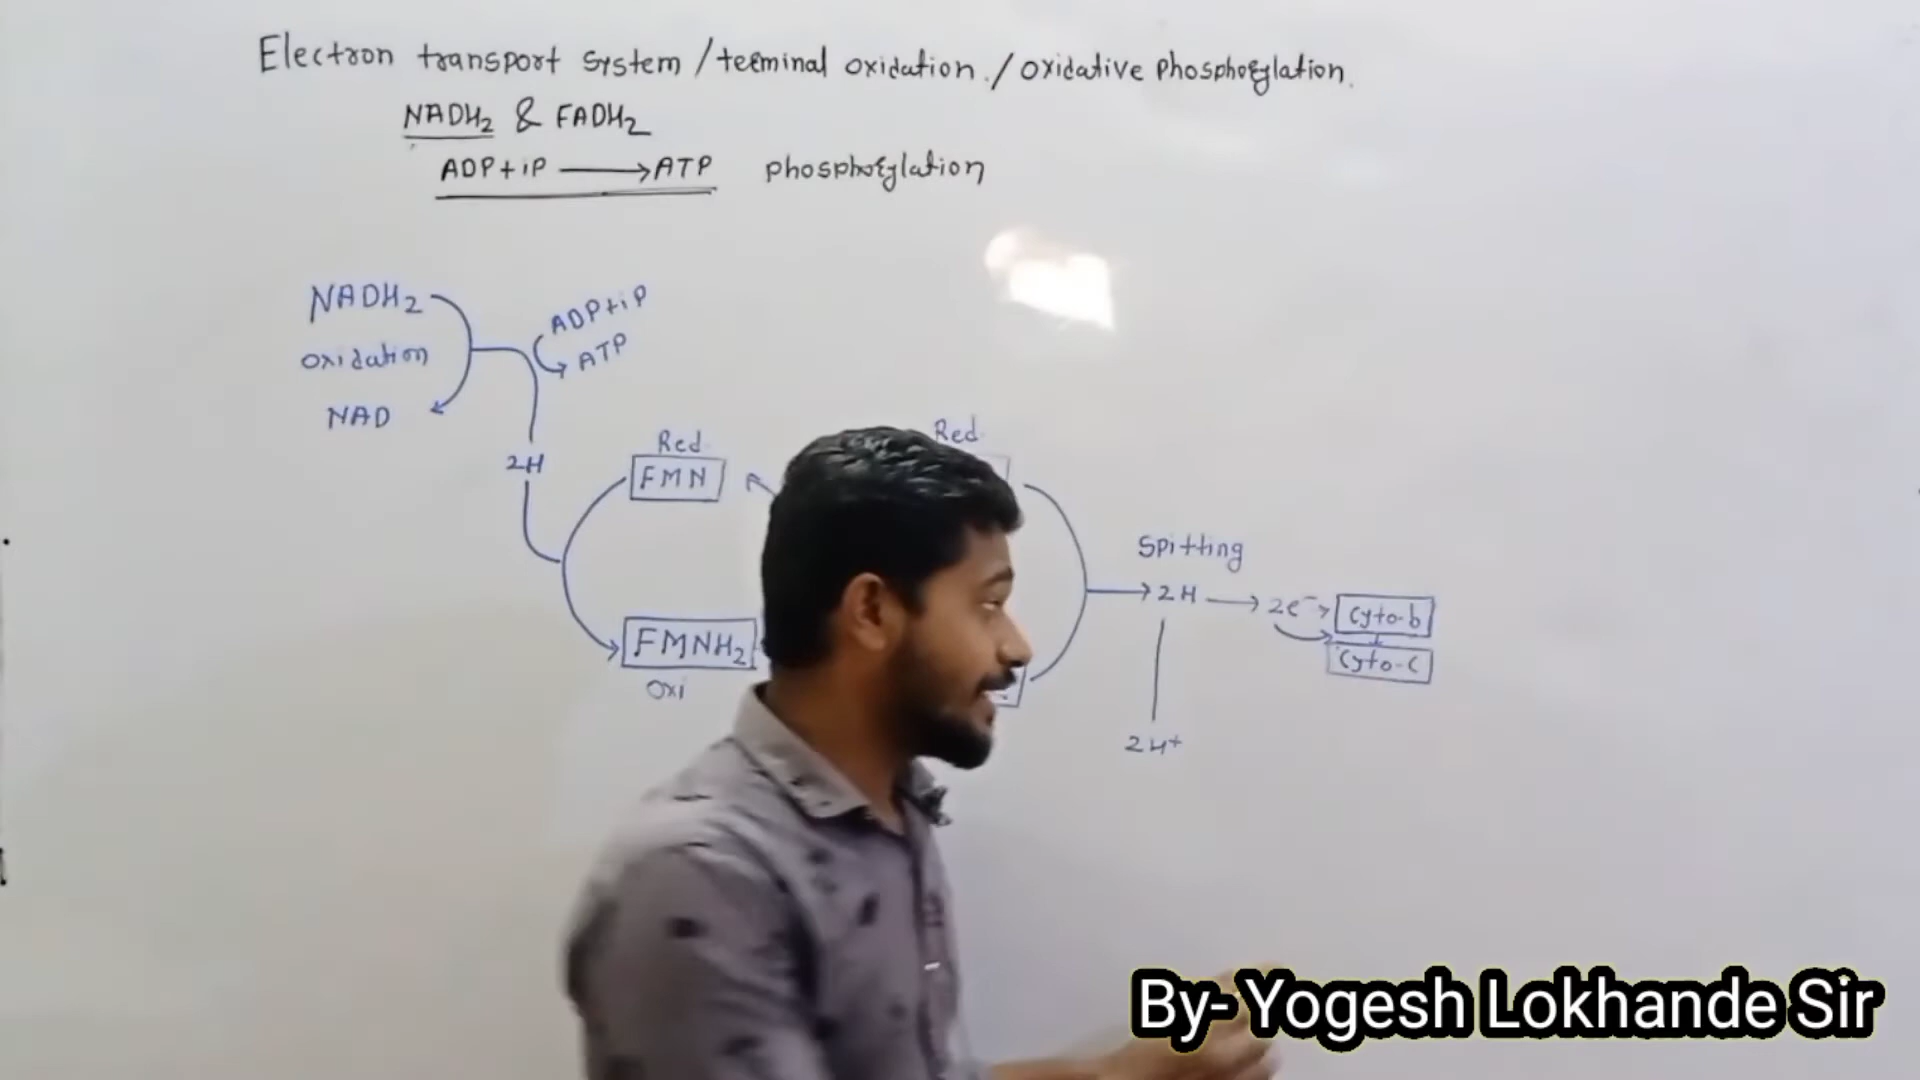 Electron transport system / terminal oxidation. / oxidative phosphorylation.
NADH2 & FADH2
ADP+iP ⟶ ATP phosphorylation
NADH2
ADP+iP
ATP
oxidation
NAD
2H
Red.
FMN
Red.
FMNH2
Oxi
Spitting
2H → 2e⁻ → Cyto-b
Cyto-C
2H+
By- Yogesh Lokhande Sir